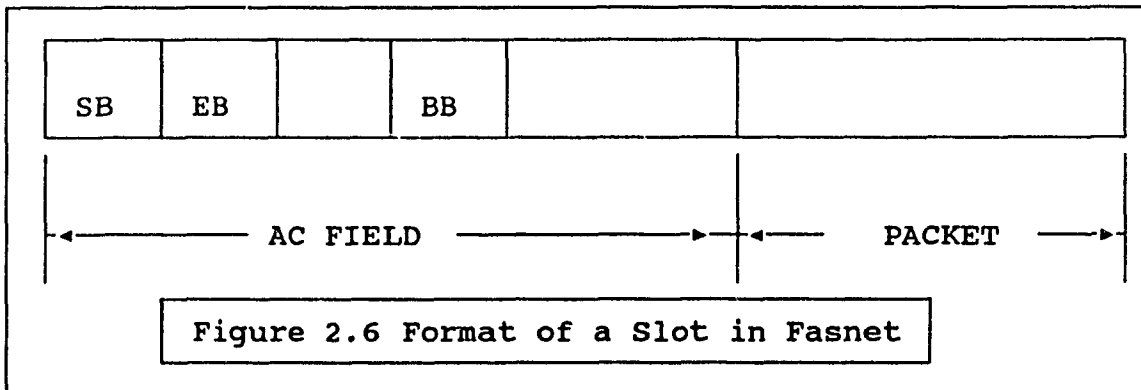 SB EB BB
AC FIELD PACKET
Figure 2.6 Format of a Slot in Fasnet